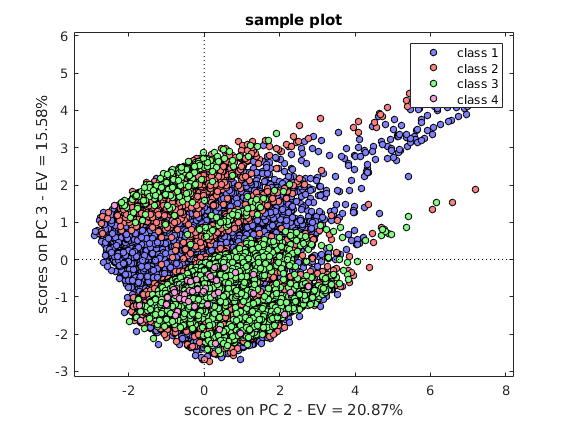 sample plot
class 1
class 2
class 3
class 4
6
5
4
3
2
1
0
-1
-2
-3
scores on PC 3 - EV = 15.58%
-2
0
2
4
6
8
scores on PC 2 - EV = 20.87%